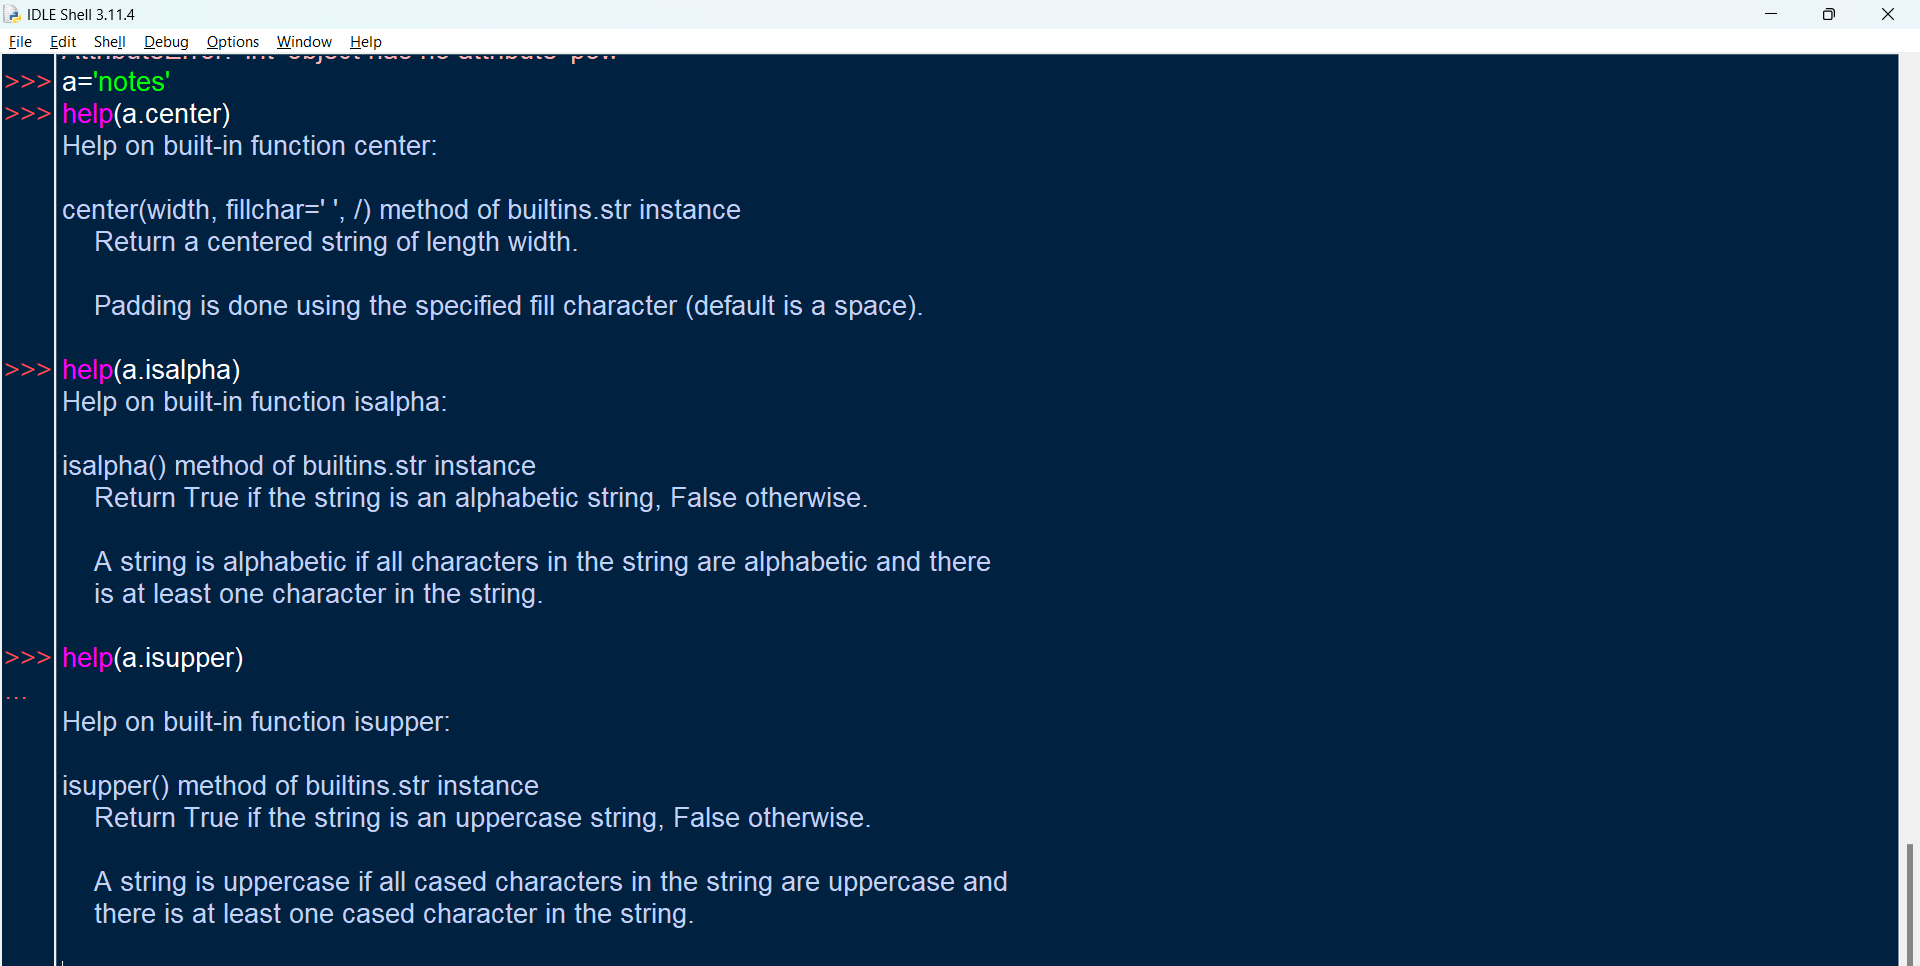 IDLE Shell 3.11.4
File Edit Shell Debug Options Window Help
AttributeError: 'int' object has no attribute 'pow'
>>> a='notes'
>>> help(a.center)
Help on built-in function center:
center(width, fillchar=' ', /) method of builtins.str instance
Return a centered string of length width.
Padding is done using the specified fill character (default is a space).
>>> help(a.isalpha)
Help on built-in function isalpha:
isalpha() method of builtins.str instance
Return True if the string is an alphabetic string, False otherwise.
A string is alphabetic if all characters in the string are alphabetic and there
is at least one character in the string.
>>> help(a.isupper)
...
Help on built-in function isupper:
isupper() method of builtins.str instance
Return True if the string is an uppercase string, False otherwise.
A string is uppercase if all cased characters in the string are uppercase and
there is at least one cased character in the string.